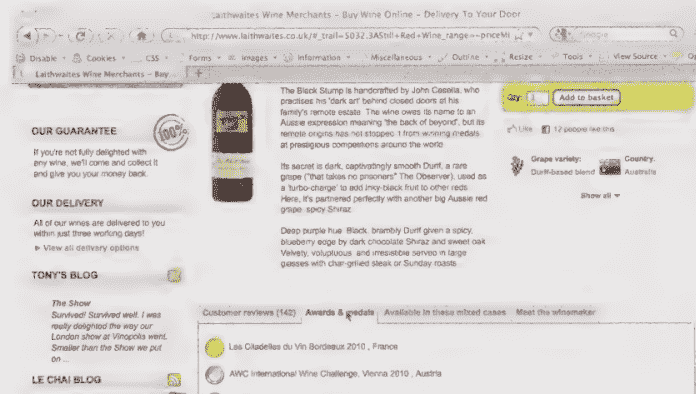 Laithwaites Wine Merchants – Buy Wine Online – Delivery To Your Door
http://www.laithwaites.co.uk/#_trail=5032.3AStill+Red+Wine_range=-priceMi
Google
Disable Cookies CSS Forms Images Information Miscellaneous Outline Resize Tools View Source
Laithwaites Wine Merchants – Buy...
OUR GUARANTEE
100%
If you're not fully delighted with
any wine, we'll come and collect it
and give you your money back.
OUR DELIVERY
All of our wines are delivered to you
within just three working days!
View all delivery options
TONY'S BLOG
The Show
Survived! Survived well. I was
really delighted the way our
London show at Vinopolis went.
Smaller than the Show we put
on ...
LE CHAI BLOG
The Black Stump is handcrafted by John Casella, who
practises his 'dark art' behind closed doors at his
family's remote estate. The wine owes its name to an
Aussie expression meaning 'the back of beyond', but its
remote origins has not stopped it from winning medals
at prestigious competitions around the world.
Its secret is dark, captivatingly smooth Durif, a rare
grape ("that takes no prisoners" The Observer), used as
a 'turbo-charge' to add inky-black fruit to other reds.
Here, it's partnered perfectly with another big Aussie red
grape, spicy Shiraz.
Deep purple hue. Black, brambly Durif given a spicy,
blueberry edge by dark chocolate Shiraz and sweet oak.
Velvety, voluptuous, and irresistible served in large
glasses with char-grilled steak or Sunday roasts.
Qty: 1 Add to basket
Like 12 people like this
Grape variety:
Durif-based blend
Country:
Australia
Show all
Customer reviews (142) Awards & medals Available in these mixed cases Meet the winemaker
Les Citadelles du Vin Bordeaux 2010 , France
AWC International Wine Challenge, Vienna 2010 , Austria